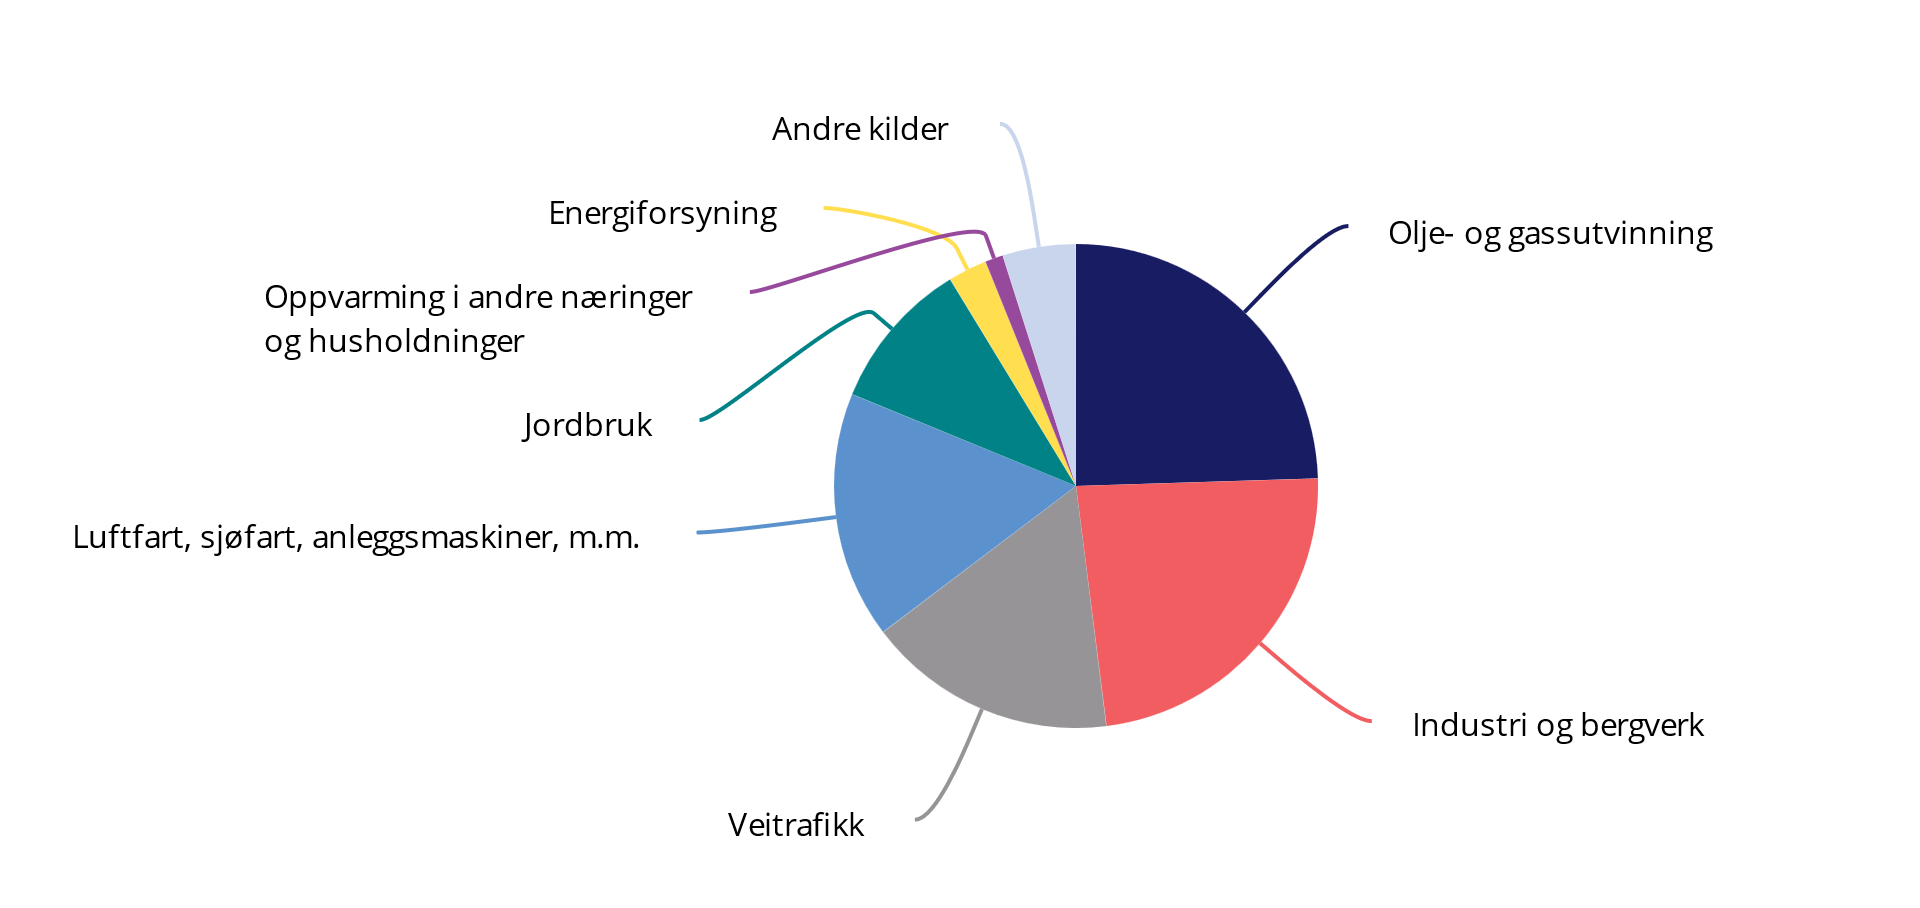 Andre kilder
Energiforsyning
Olje- og gassutvinning
Oppvarming i andre næringer
og husholdninger
Jordbruk
Luftfart, sjøfart, anleggsmaskiner, m.m.
Industri og bergverk
Veitrafikk